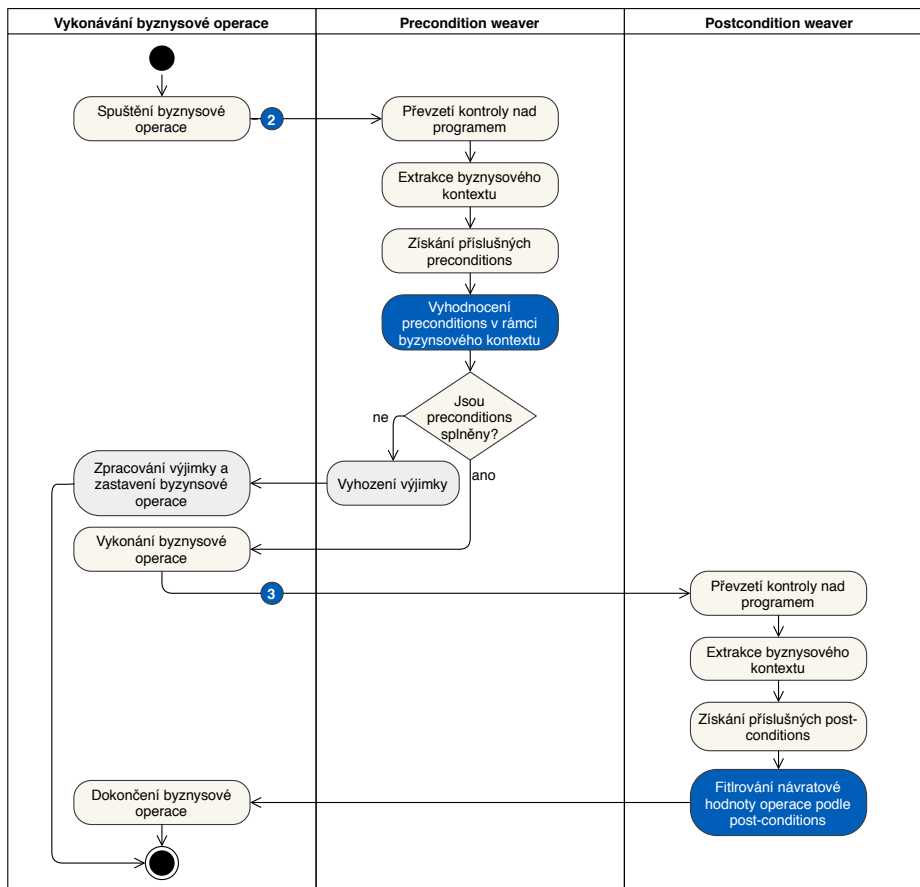 Vykonávání byznysové operace
Precondition weaver
Postcondition weaver
Spuštění byznysové
operace
2
Převzetí kontroly nad
programem
Extrakce byznysového
kontextu
Získání příslušných
preconditions
Vyhodnocení
preconditions v rámci
byzynsového kontextu
Jsou
preconditions
splněny?
ne
ano
Vyhození výjimky
Zpracování výjimky a
zastavení byzynsové
operace
Vykonání byznysové
operace
3
Převzetí kontroly nad
programem
Extrakce byznysového
kontextu
Získání příslušných post-
conditions
Fitlrování návratové
hodnoty operace podle
post-conditions
Dokončení byznysové
operace